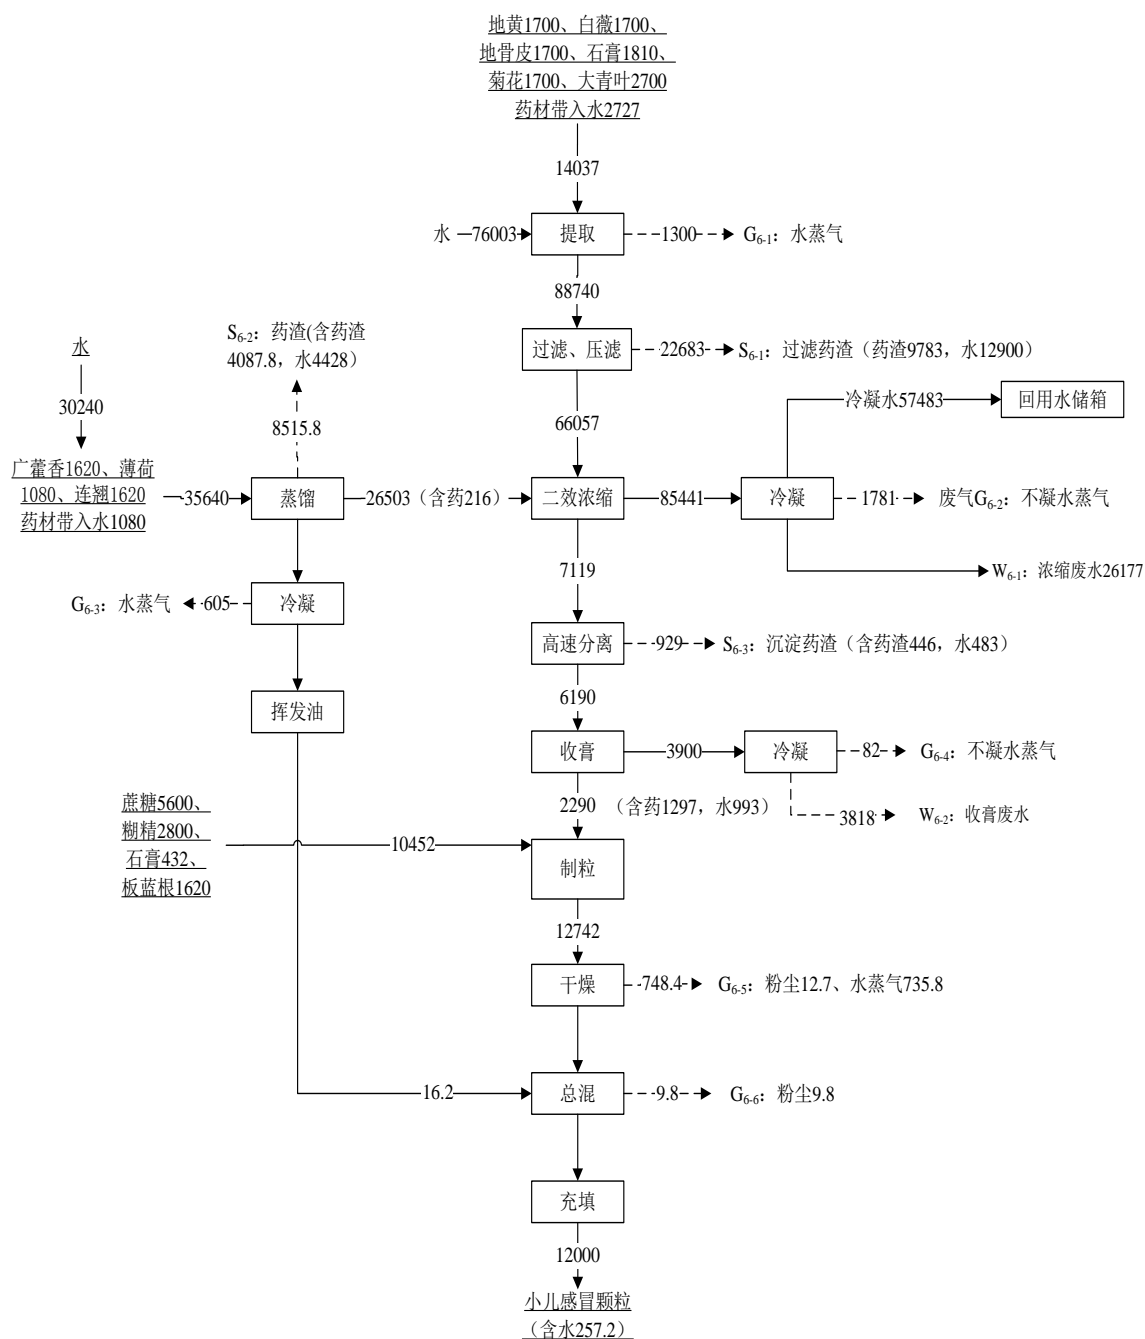 地黄1700、白薇1700、
地骨皮1700、石膏1810、
菊花1700、大青叶2700
药材带入水2727
14037
水 76003 提取 1300 G6-1：水蒸气
88740
过滤、压滤 22683 S6-1：过滤药渣（药渣9783，水12900）
S6-2：药渣(含药渣
4087.8，水4428）
8515.8
水
30240
66057
冷凝水57483 回用水储箱
广藿香1620、薄荷
1080、连翘1620
药材带入水1080
35640 蒸馏 26503（含药216） 二效浓缩 85441 冷凝 1781 废气G6-2：不凝水蒸气
W6-1：浓缩废水26177
7119
G6-3：水蒸气 605 冷凝
高速分离 929 S6-3：沉淀药渣（含药渣446，水483）
6190
挥发油
收膏 3900 冷凝 82 G6-4：不凝水蒸气
2290 （含药1297，水993）
3818 W6-2：收膏废水
蔗糖5600、
糊精2800、
石膏432、
板蓝根1620
10452 制粒
12742
干燥 748.4 G6-5：粉尘12.7、水蒸气735.8
16.2 总混 9.8 G6-6：粉尘9.8
充填
12000
小儿感冒颗粒
（含水257.2）